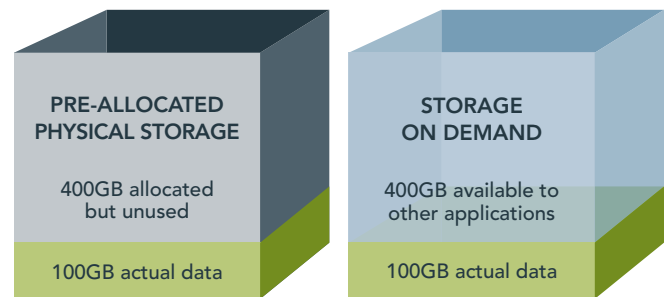 PRE-ALLOCATED
PHYSICAL STORAGE
400GB allocated
but unused
100GB actual data
STORAGE
ON DEMAND
400GB available to
other applications
100GB actual data